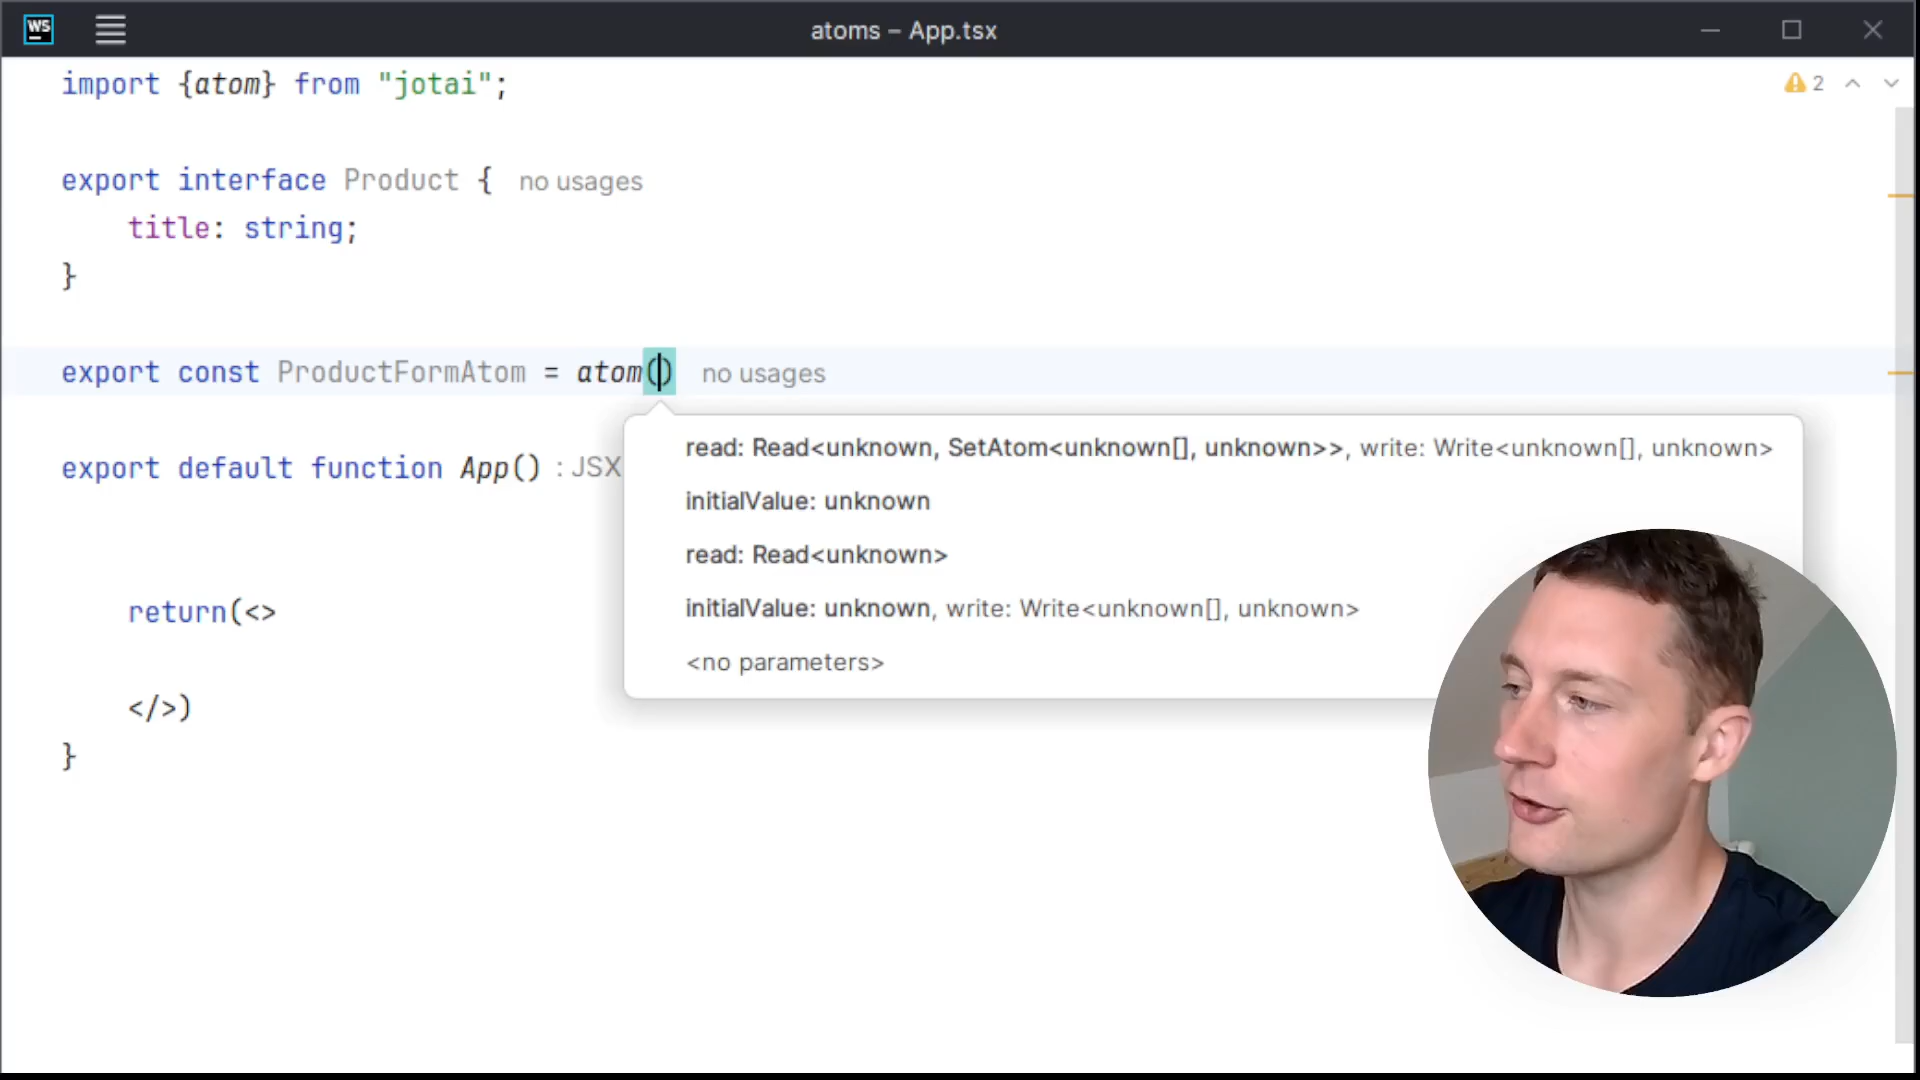 WS
atoms – App.tsx
import {atom} from "jotai";
2
export interface Product { no usages
title: string;
}
export const ProductFormAtom = atom() no usages
read: Read<unknown, SetAtom<unknown[], unknown>>, write: Write<unknown[], unknown>
export default function App() : JSX
initialValue: unknown
read: Read<unknown>
initialValue: unknown, write: Write<unknown[], unknown>
<no parameters>
return(<>
</>)
}